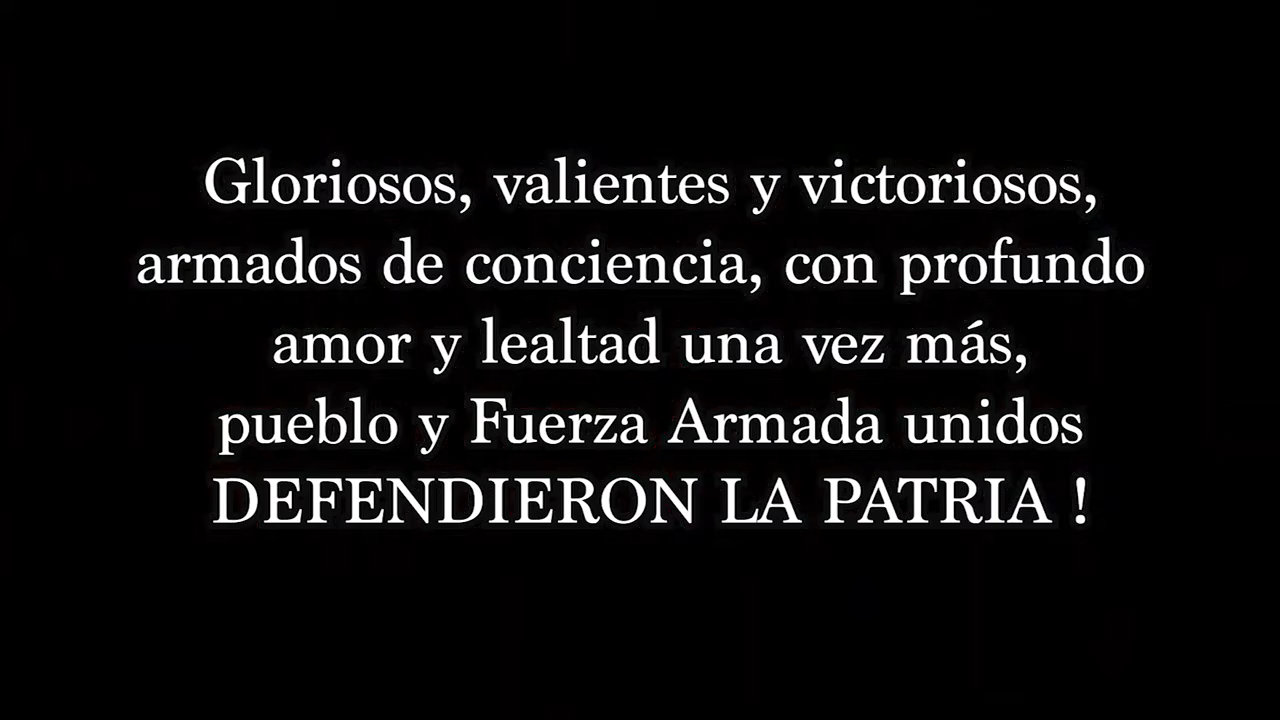 Gloriosos, valientes y victoriosos,
armados de conciencia, con profundo
amor y lealtad una vez más,
pueblo y Fuerza Armada unidos
DEFENDIERON LA PATRIA !